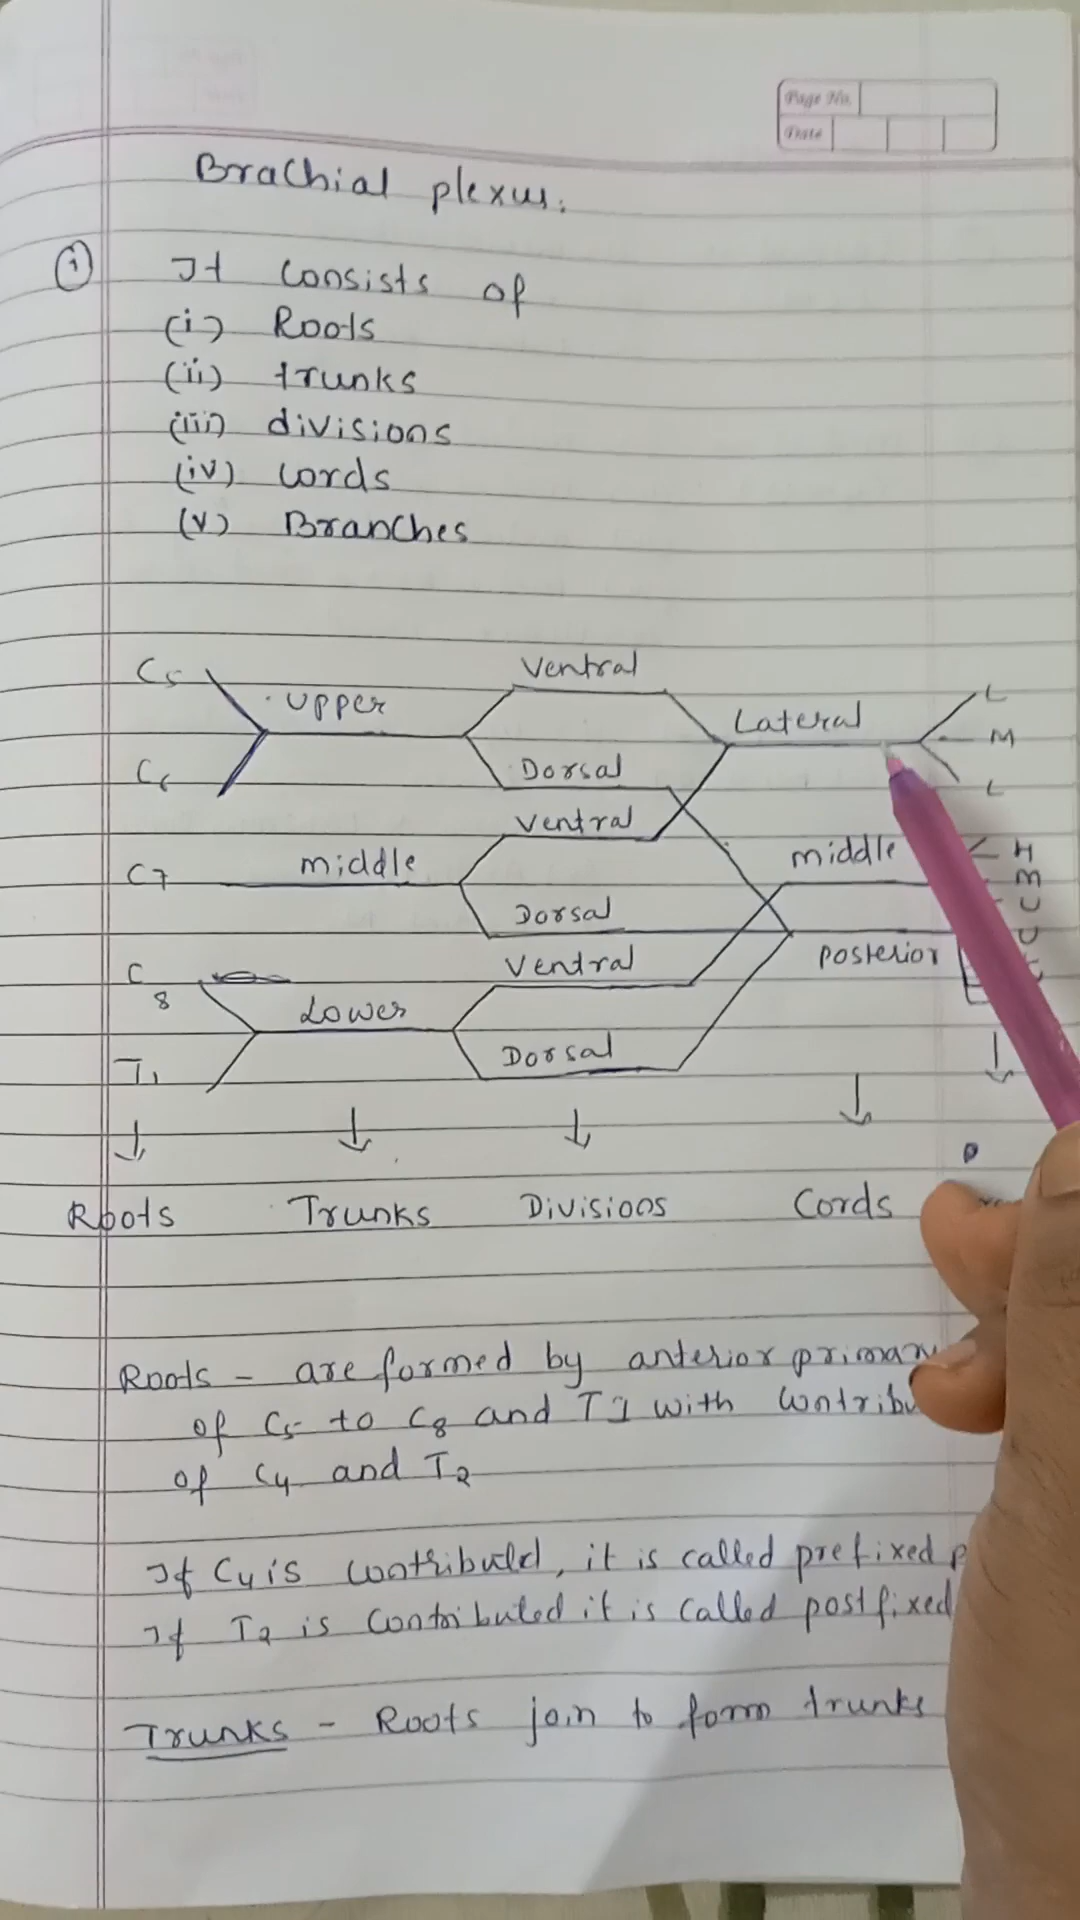 Page No.
Date
Brachial plexus.
(1) It consists of
(i) Roots
(ii) trunks
(iii) divisions
(iv) cords
(v) Branches
C5 Upper Ventral Lateral L
M
C6 Dorsal L
Ventral
C7 middle middle M
M
Dorsal C
C
C8 Ventral posterior
Lower
T1 Dorsal
Roots Trunks Divisions Cords
Roots - are formed by anterior primary
of C5 to C8 and T1 with contribu
of C4 and T2
If C4 is contributed, it is called prefixed p
If T2 is contributed it is called postfixed
Trunks - Roots join to form trunks